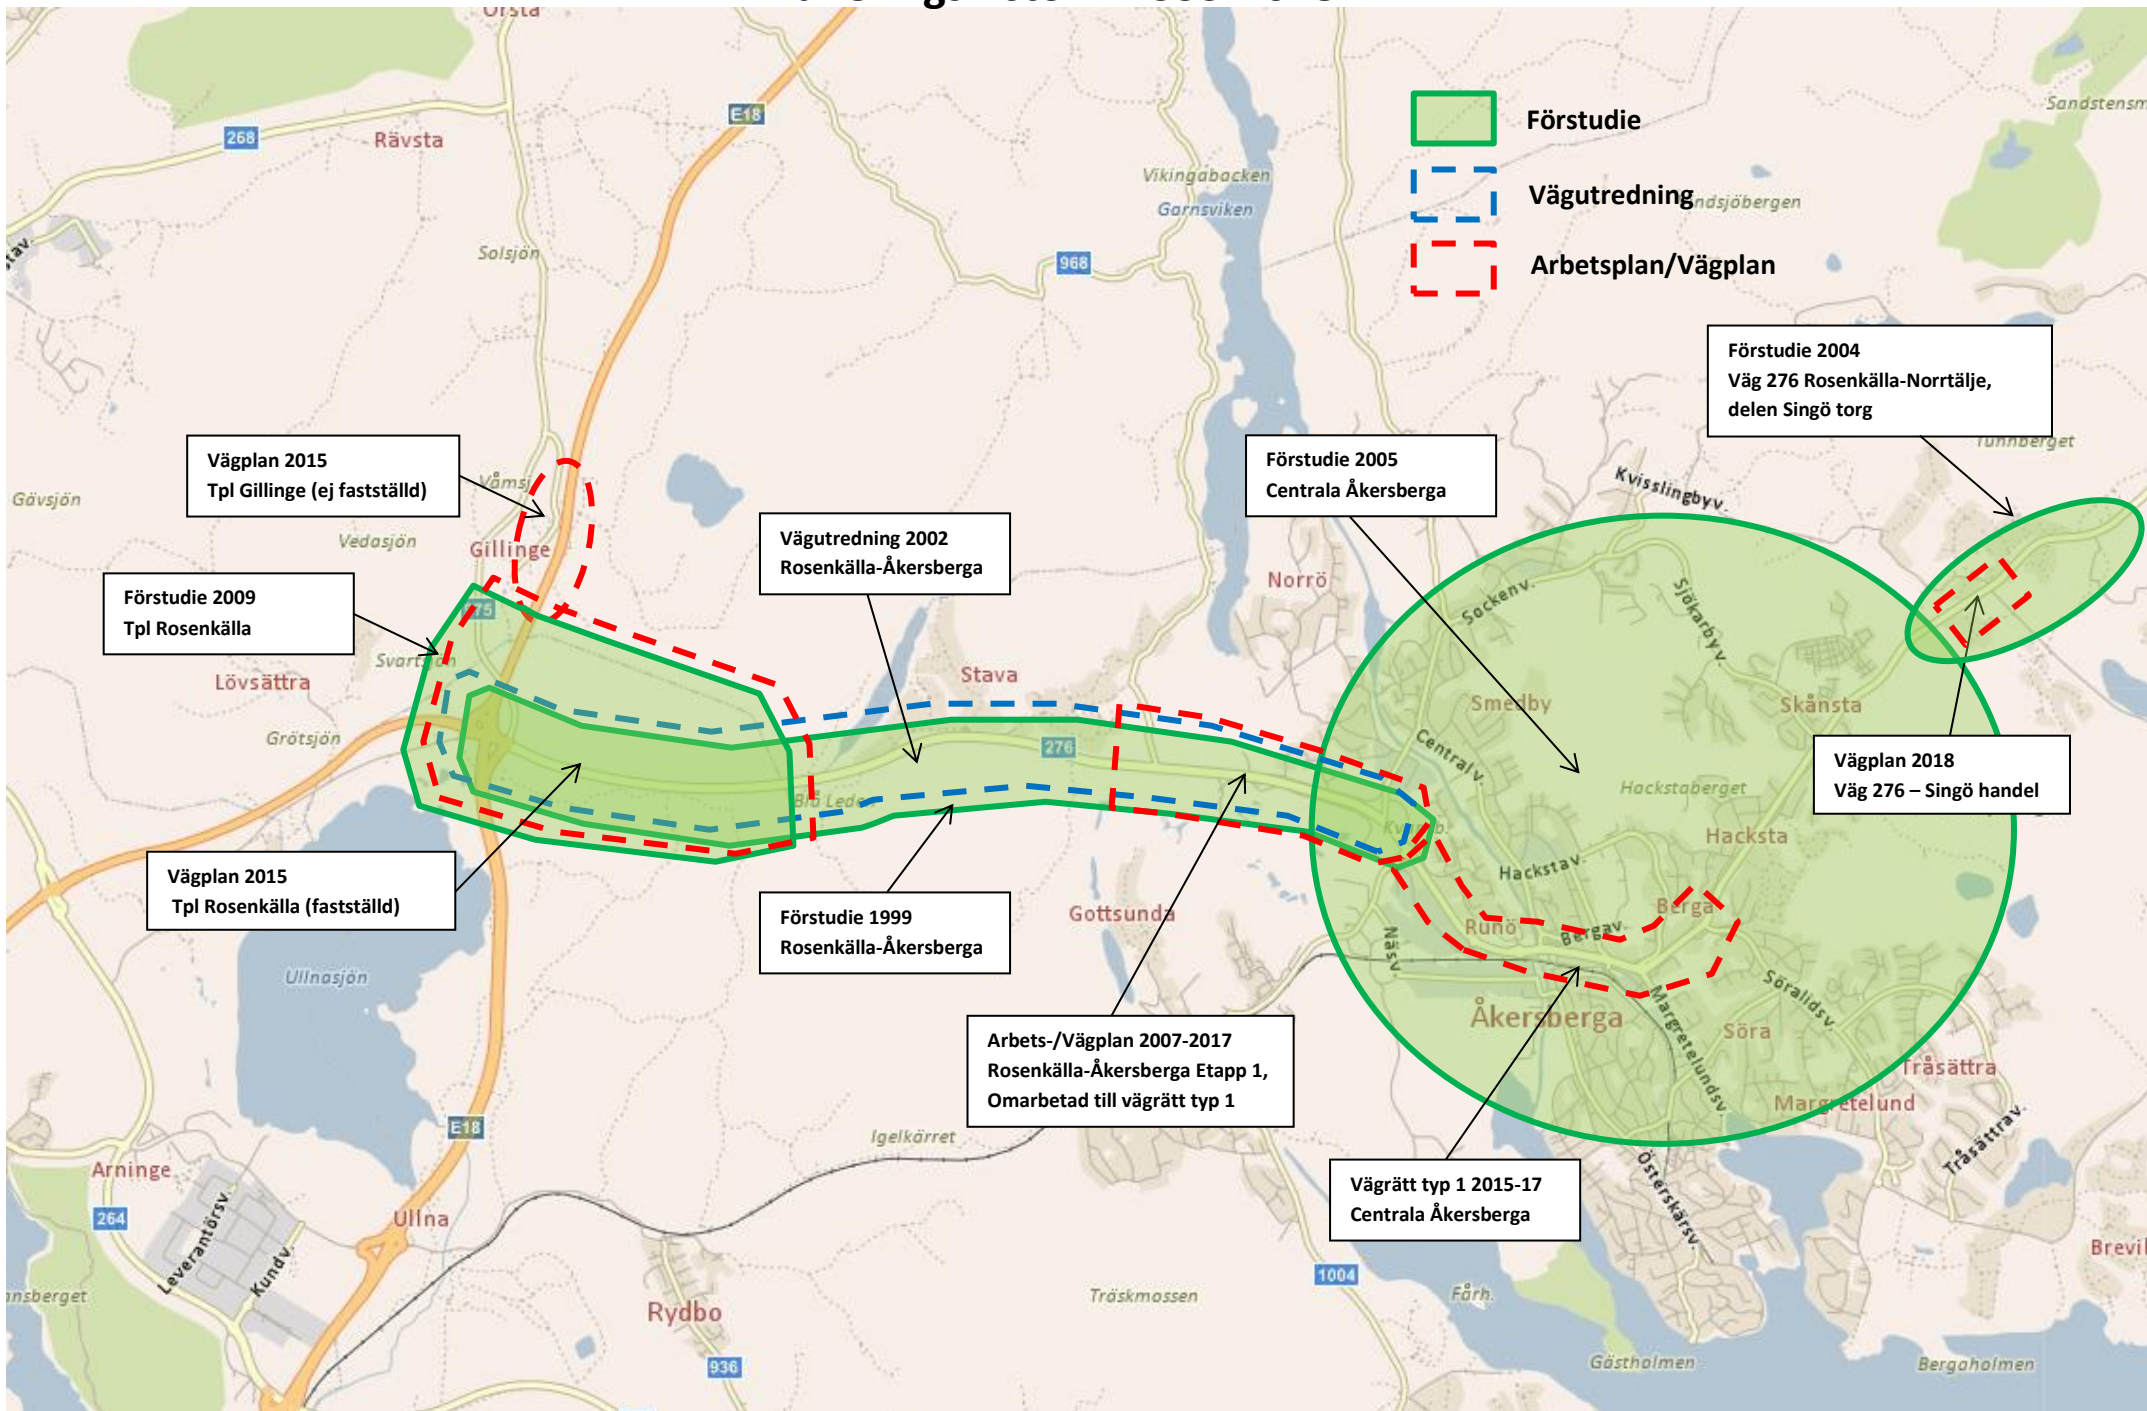 Förstudie
Vägutredning
Arbetsplan/Vägplan
Förstudie 2004
Väg 276 Rosenkälla-Norrtälje,
delen Singö torg
Vägplan 2015
Tpl Gillinge (ej fastställd)
Förstudie 2005
Centrala Åkersberga
Vägutredning 2002
Rosenkälla-Åkersberga
Förstudie 2009
Tpl Rosenkälla
Vägplan 2018
Väg 276 – Singö handel
Vägplan 2015
Tpl Rosenkälla (fastställd)
Förstudie 1999
Rosenkälla-Åkersberga
Arbets-/Vägplan 2007-2017
Rosenkälla-Åkersberga Etapp 1,
Omarbetad till vägrätt typ 1
Vägrätt typ 1 2015-17
Centrala Åkersberga
E18
268
Rävsta
Vikingabacken
Garnsviken
Solsjön
968
Gävsjön
Vedasjön
Gillinge
Kvisslingbyv.
Tunnberget
Norrö
Sockenv.
Sjökarbyv.
Lövsättra
Stava
Smedby
Skånsta
Grötsjön
276
Centralv.
Hackstaberget
Hacksta
Hackstav.
Gottsunda
Berga
Runö
Bergav.
Näsv.
Ullnasjön
Åkersberga
Margretelundsv.
Söralidsv.
Söra
Tråsättra
Margretelund
Tråsättrav.
E18
Igelkärret
Arninge
264
Leverantörsv.
Kundv.
Ullna
Österskärsv.
1004
Träskmossen
Fårh.
Rydbo
936
Gästholmen
Bergaholmen